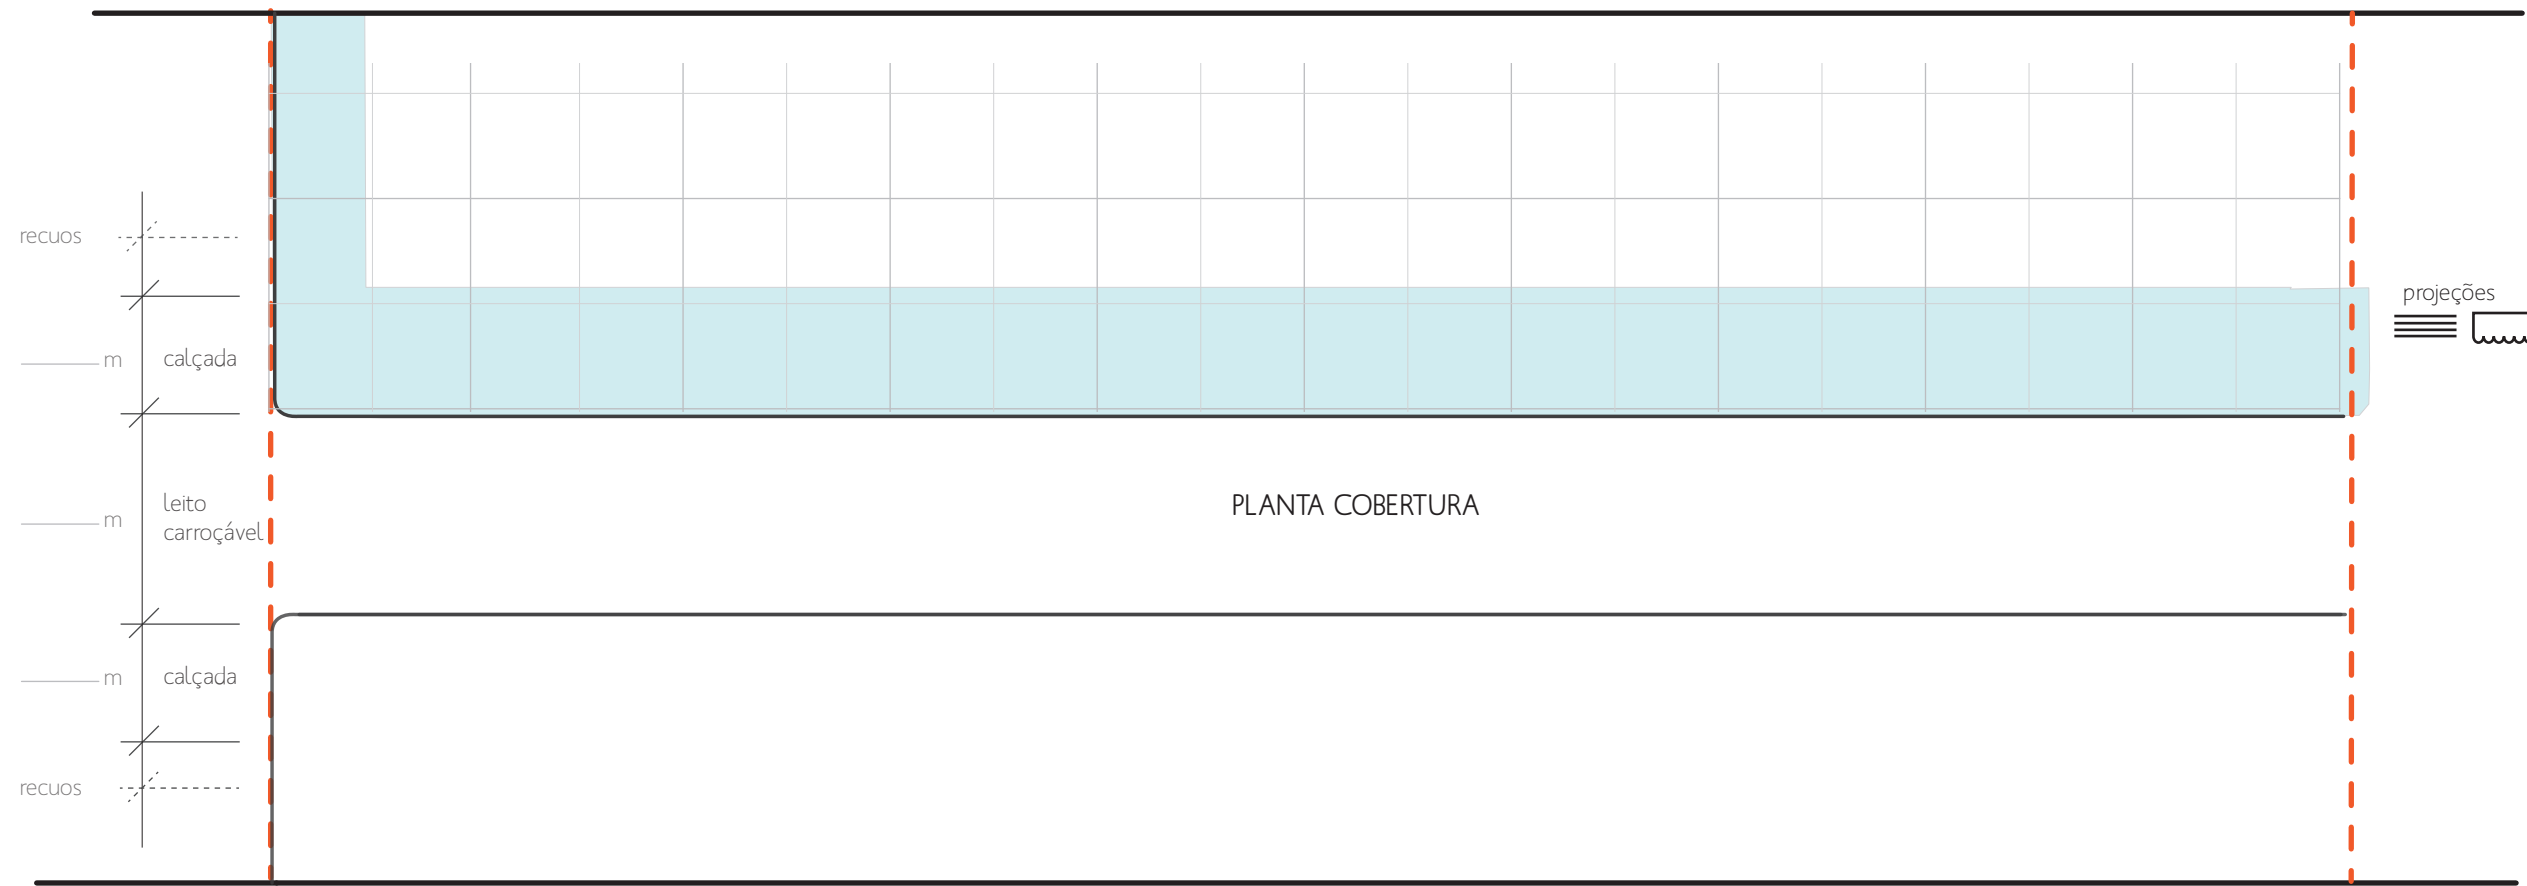 recuos
m calçada
m leito
carroçável
m calçada
recuos
PLANTA COBERTURA
projeções